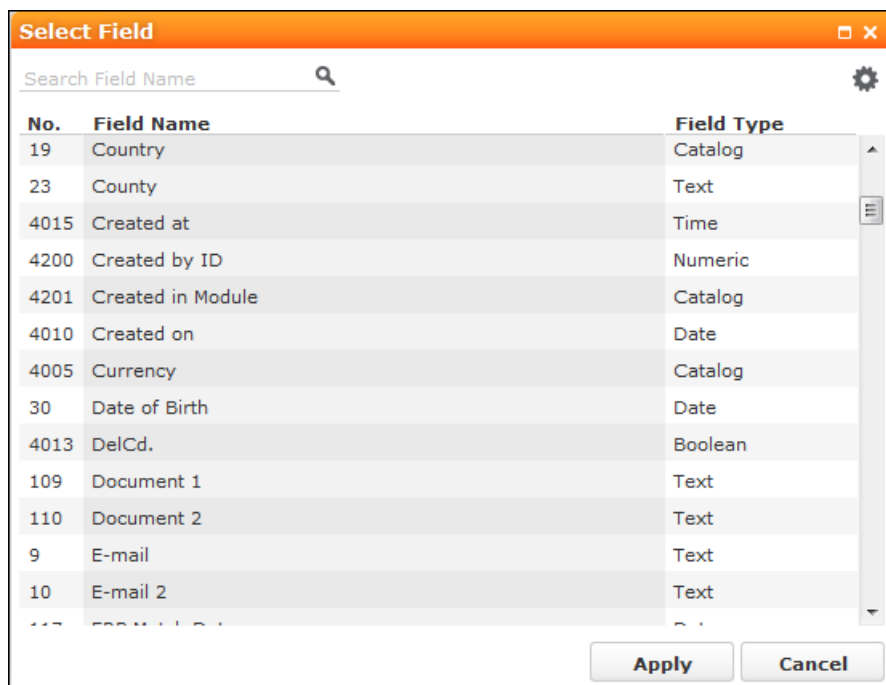 Select Field
Search Field Name
No. Field Name Field Type
19 Country Catalog
23 County Text
4015 Created at Time
4200 Created by ID Numeric
4201 Created in Module Catalog
4010 Created on Date
4005 Currency Catalog
30 Date of Birth Date
4013 DelCd. Boolean
109 Document 1 Text
110 Document 2 Text
9 E-mail Text
10 E-mail 2 Text
Apply Cancel